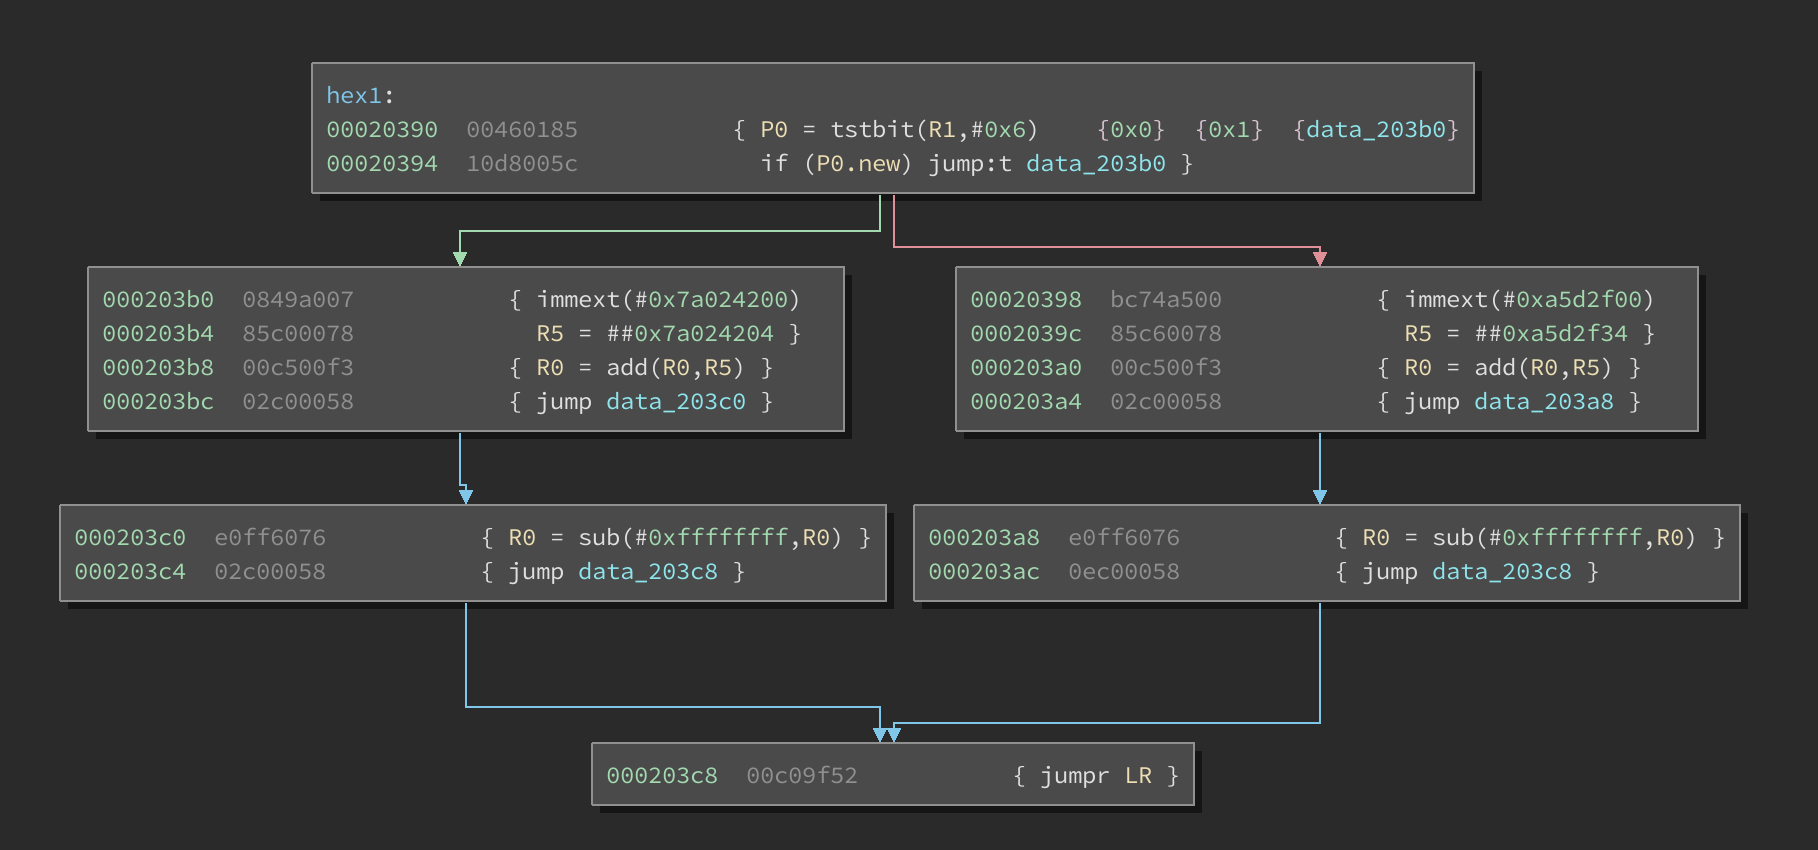 hex1:
00020390 00460185 { P0 = tstbit(R1,#0x6) {0x0} {0x1} {data_203b0}
00020394 10d8005c if (P0.new) jump:t data_203b0 }
000203b0 0849a007 { immext(#0x7a024200)
000203b4 85c00078 R5 = ##0x7a024204 }
000203b8 00c500f3 { R0 = add(R0,R5) }
000203bc 02c00058 { jump data_203c0 }
00020398 bc74a500 { immext(#0xa5d2f00)
0002039c 85c60078 R5 = ##0xa5d2f34 }
000203a0 00c500f3 { R0 = add(R0,R5) }
000203a4 02c00058 { jump data_203a8 }
000203c0 e0ff6076 { R0 = sub(#0xffffffff,R0) }
000203c4 02c00058 { jump data_203c8 }
000203a8 e0ff6076 { R0 = sub(#0xffffffff,R0) }
000203ac 0ec00058 { jump data_203c8 }
000203c8 00c09f52 { jumpr LR }